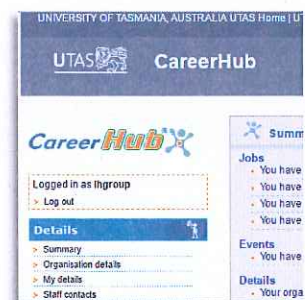 UNIVERSITY OF TASMANIA, AUSTRALIA UTAS Home | U
UTAS CareerHub
CareerHub
Logged in as lhgroup
> Log out
Details
> Summary
> Organisation details
> My details
> Staff contacts
Summ
Jobs
You have
You have
You have
You have
Events
You have
Details
Your orga